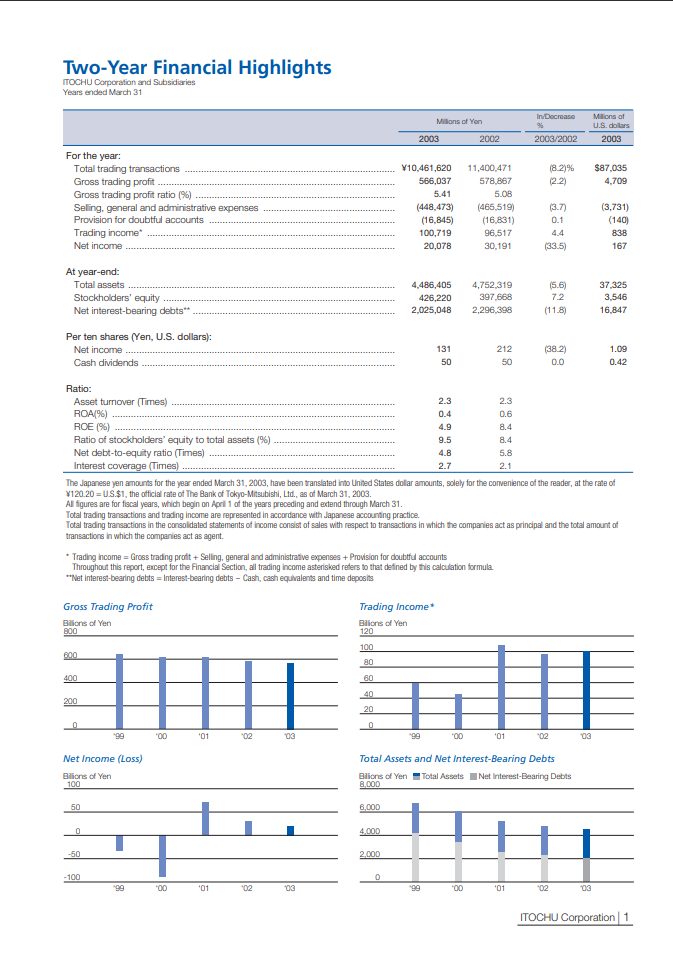 Two-Year Financial Highlights
ITOCHU Corporation and Subsidiaries
Years ended March 31
Millions of Yen In/Decrease % Millions of U.S. dollars
2003 2002 2003/2002 2003
For the year:
Total trading transactions ¥10,461,620 11,400,471 (8.2)% $87,035
Gross trading profit 566,037 578,867 (2.2) 4,709
Gross trading profit ratio (%) 5.41 5.08
Selling, general and administrative expenses (448,473) (465,519) (3.7) (3,731)
Provision for doubtful accounts (16,845) (16,831) 0.1 (140)
Trading income* 100,719 96,517 4.4 838
Net income 20,078 30,191 (33.5) 167
At year-end:
Total assets 4,486,405 4,752,319 (5.6) 37,325
Stockholders' equity 426,220 397,668 7.2 3,546
Net interest-bearing debts** 2,025,048 2,296,398 (11.8) 16,847
Per ten shares (Yen, U.S. dollars):
Net income 131 212 (38.2) 1.09
Cash dividends 50 50 0.0 0.42
Ratio:
Asset turnover (Times) 2.3 2.3
ROA(%) 0.4 0.6
ROE (%) 4.9 8.4
Ratio of stockholders' equity to total assets (%) 9.5 8.4
Net debt-to-equity ratio (Times) 4.8 5.8
Interest coverage (Times) 2.7 2.1
The Japanese yen amounts for the year ended March 31, 2003, have been translated into United States dollar amounts, solely for the convenience of the reader, at the rate of
¥120.20 = U.S.$1, the official rate of The Bank of Tokyo-Mitsubishi, Ltd., as of March 31, 2003.
All figures are for fiscal years, which begin on April 1 of the years preceding and extend through March 31.
Total trading transactions and trading income are represented in accordance with Japanese accounting practice.
Total trading transactions in the consolidated statements of income consist of sales with respect to transactions in which the companies act as principal and the total amount of
transactions in which the companies act as agent.
* Trading income = Gross trading profit + Selling, general and administrative expenses + Provision for doubtful accounts
Throughout this report, except for the Financial Section, all trading income asterisked refers to that defined by this calculation formula.
**Net interest-bearing debts = Interest-bearing debts – Cash, cash equivalents and time deposits
Gross Trading Profit
Billions of Yen
800
600
400
200
0
'99 '00 '01 '02 '03
Trading Income*
Billions of Yen
120
100
80
60
40
20
0
'99 '00 '01 '02 '03
Net Income (Loss)
Billions of Yen
100
50
0
-50
-100
'99 '00 '01 '02 '03
Total Assets and Net Interest-Bearing Debts
Billions of Yen Total Assets Net Interest-Bearing Debts
8,000
6,000
4,000
2,000
0
'99 '00 '01 '02 '03
ITOCHU Corporation | 1